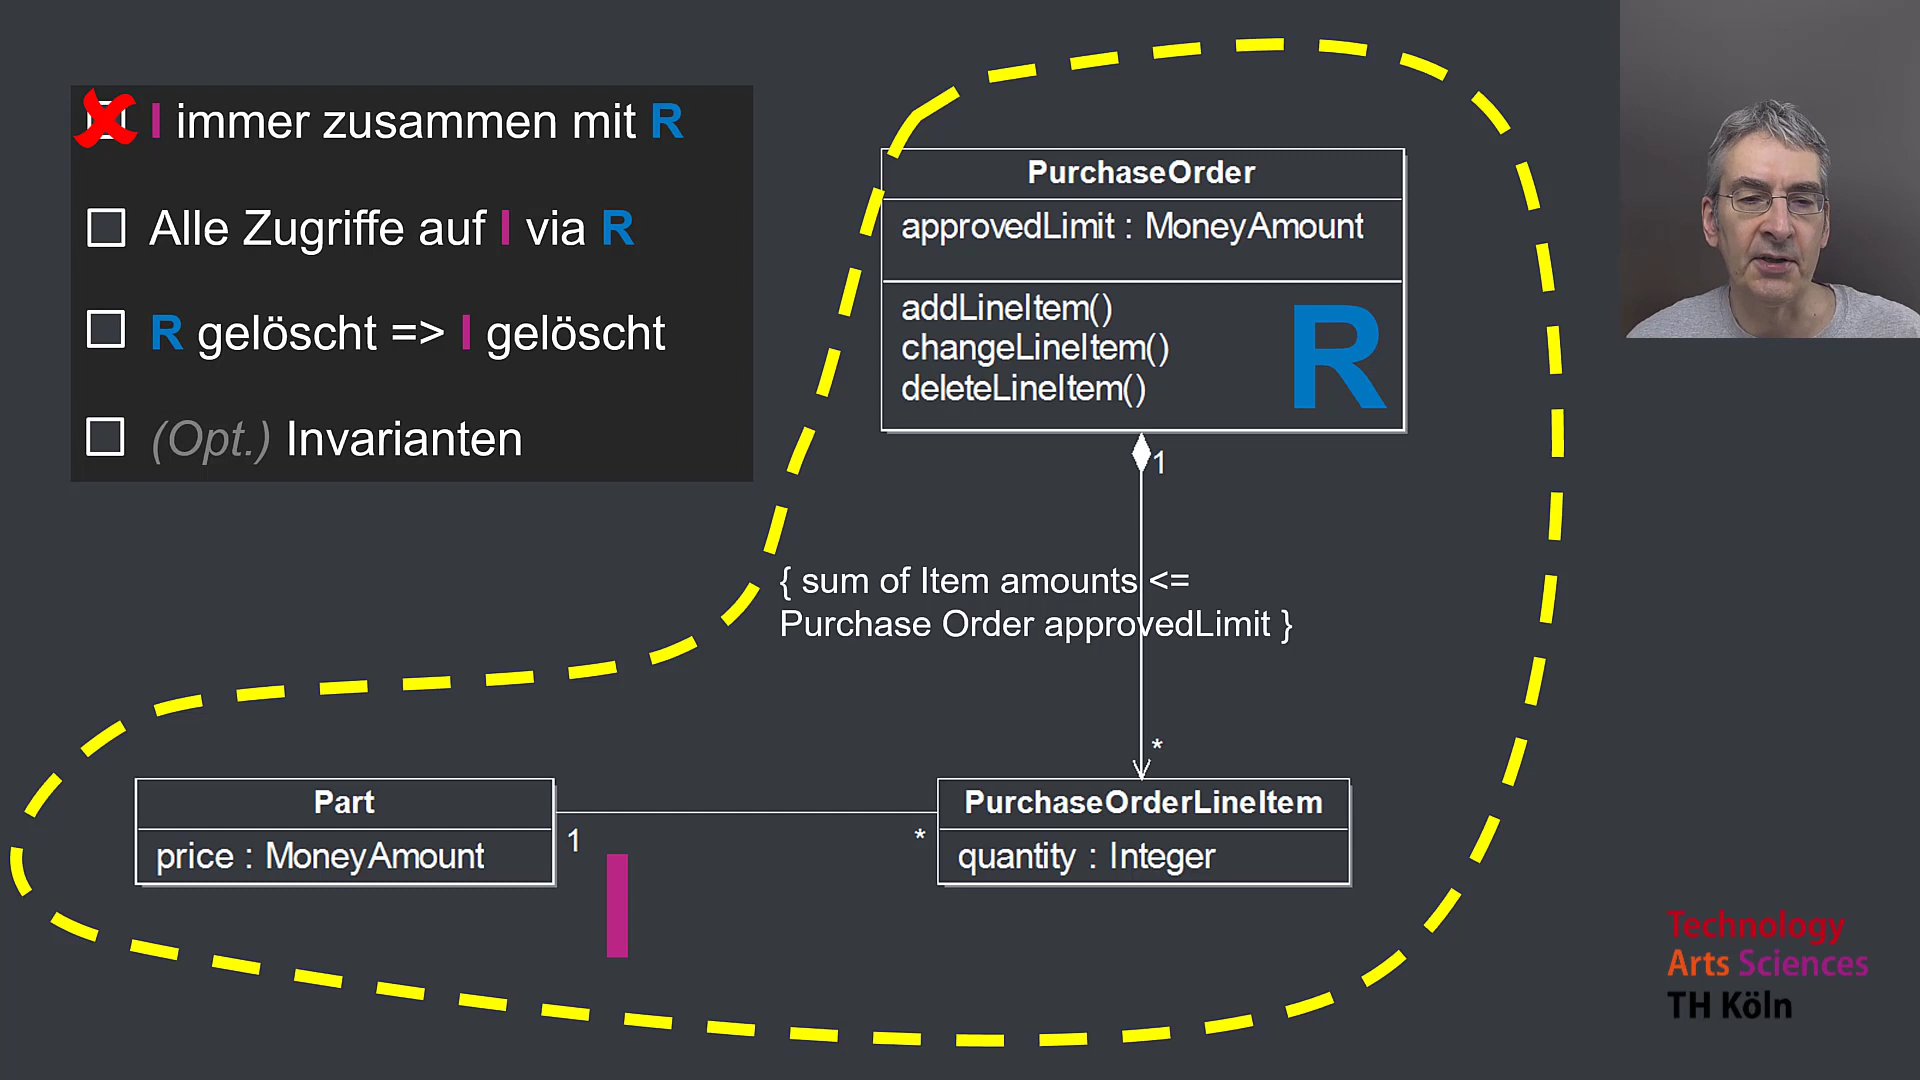 I immer zusammen mit R
Alle Zugriffe auf I via R
R gelöscht => I gelöscht
(Opt.) Invarianten
PurchaseOrder
approvedLimit : MoneyAmount
addLineItem()
changeLineItem()
deleteLineItem()
R
1
{ sum of Item amounts <=
Purchase Order approvedLimit }
*
Part
price : MoneyAmount
1
*
I
PurchaseOrderLineItem
quantity : Integer
Technology
Arts Sciences
TH Köln